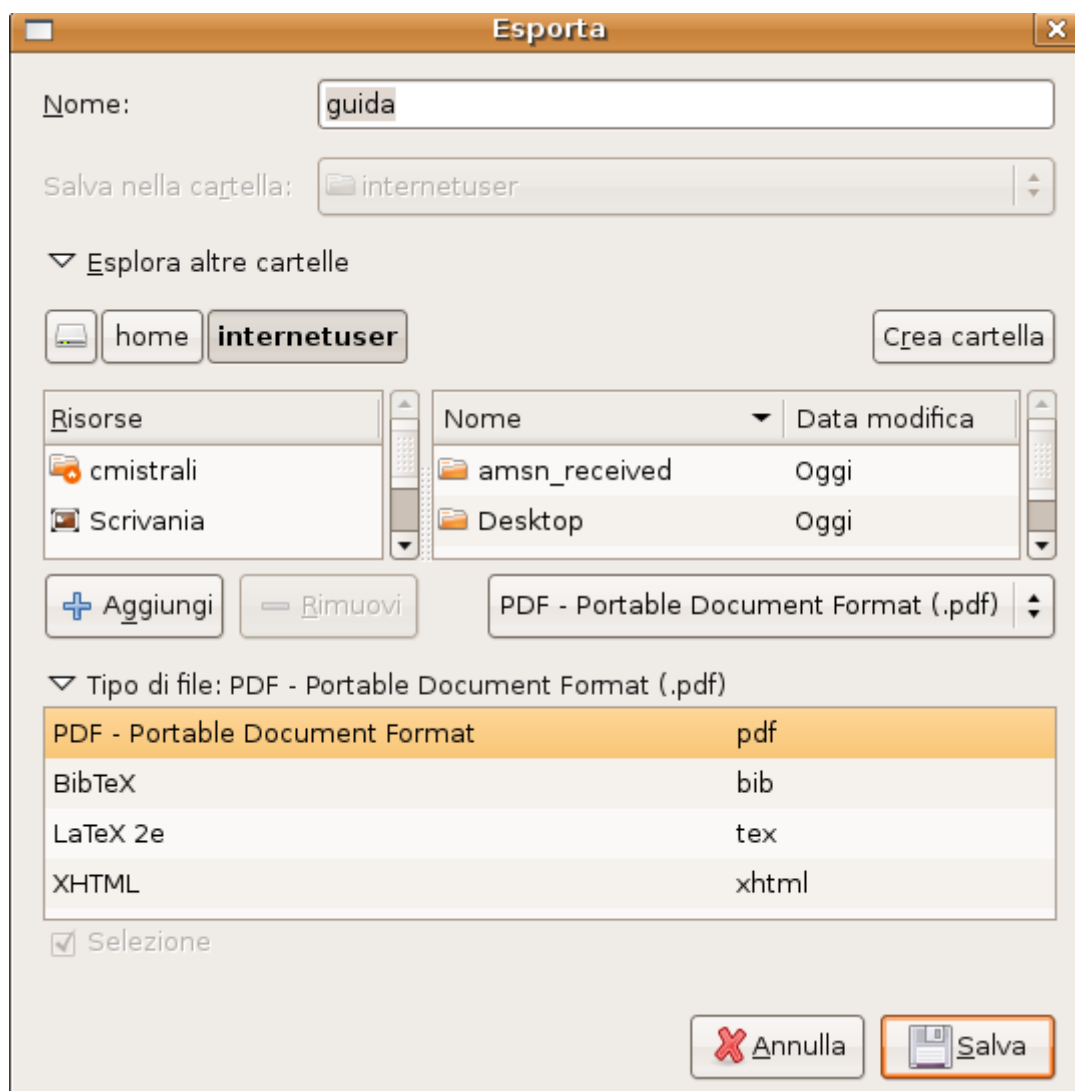 Esporta
Nome: guida
Salva nella cartella: internetuser
Esplora altre cartelle
home internetuser Crea cartella
Risorse Nome Data modifica
cmistrali amsn_received Oggi
Scrivania Desktop Oggi
Aggiungi Rimuovi PDF - Portable Document Format (.pdf)
Tipo di file: PDF - Portable Document Format (.pdf)
PDF - Portable Document Format pdf
BibTeX bib
LaTeX 2e tex
XHTML xhtml
Selezione
Annulla Salva